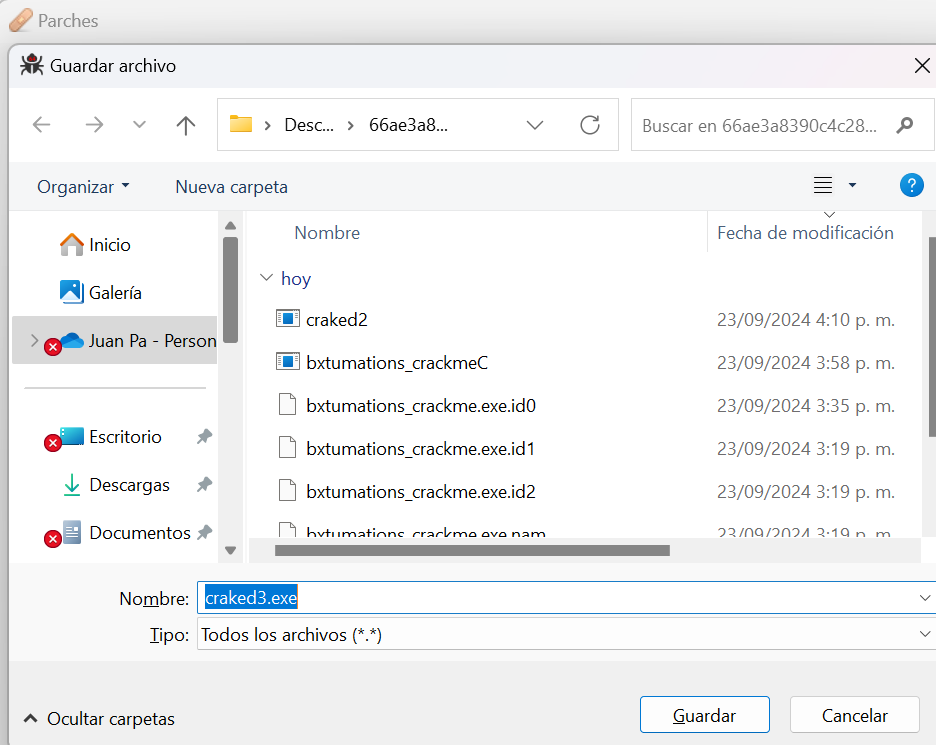 Parches
Guardar archivo
Desc... 66ae3a8... Buscar en 66ae3a8390c4c28...
Organizar Nueva carpeta
Nombre Fecha de modificación
Inicio
Galería
Juan Pa - Person
Escritorio
Descargas
Documentos
hoy
craked2 23/09/2024 4:10 p. m.
bxtumations_crackmeC 23/09/2024 3:58 p. m.
bxtumations_crackme.exe.id0 23/09/2024 3:35 p. m.
bxtumations_crackme.exe.id1 23/09/2024 3:19 p. m.
bxtumations_crackme.exe.id2 23/09/2024 3:19 p. m.
bxtumations_crackme.exe.nam 23/09/2024 3:19 p. m.
Nombre: craked3.exe
Tipo: Todos los archivos (*.*)
Ocultar carpetas Guardar Cancelar